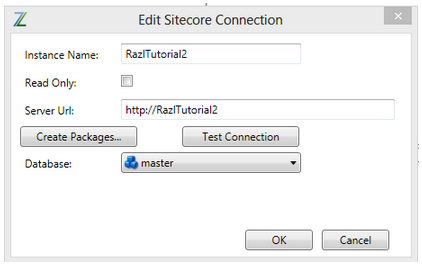 Edit Sitecore Connection
Instance Name: RazlTutorial2
Read Only:
Server Url: http://RazlTutorial2
Create Packages... Test Connection
Database: master
OK Cancel